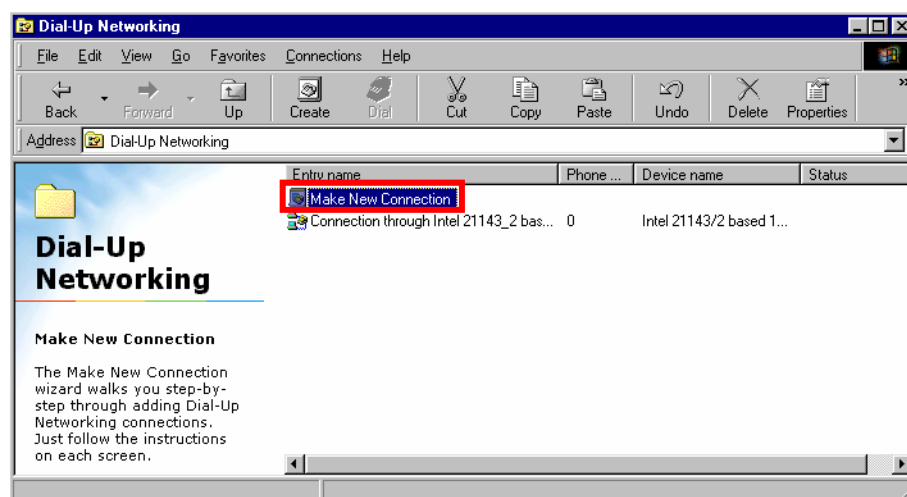 Dial-Up Networking
File Edit View Go Favorites Connections Help
Back Forward Up Create Dial Cut Copy Paste Undo Delete Properties »
Address Dial-Up Networking
Entry name Phone ... Device name Status
Make New Connection
Connection through Intel 21143_2 bas... 0 Intel 21143/2 based 1...
Dial-Up
Networking
Make New Connection
The Make New Connection
wizard walks you step-by-
step through adding Dial-Up
Networking connections.
Just follow the instructions
on each screen.